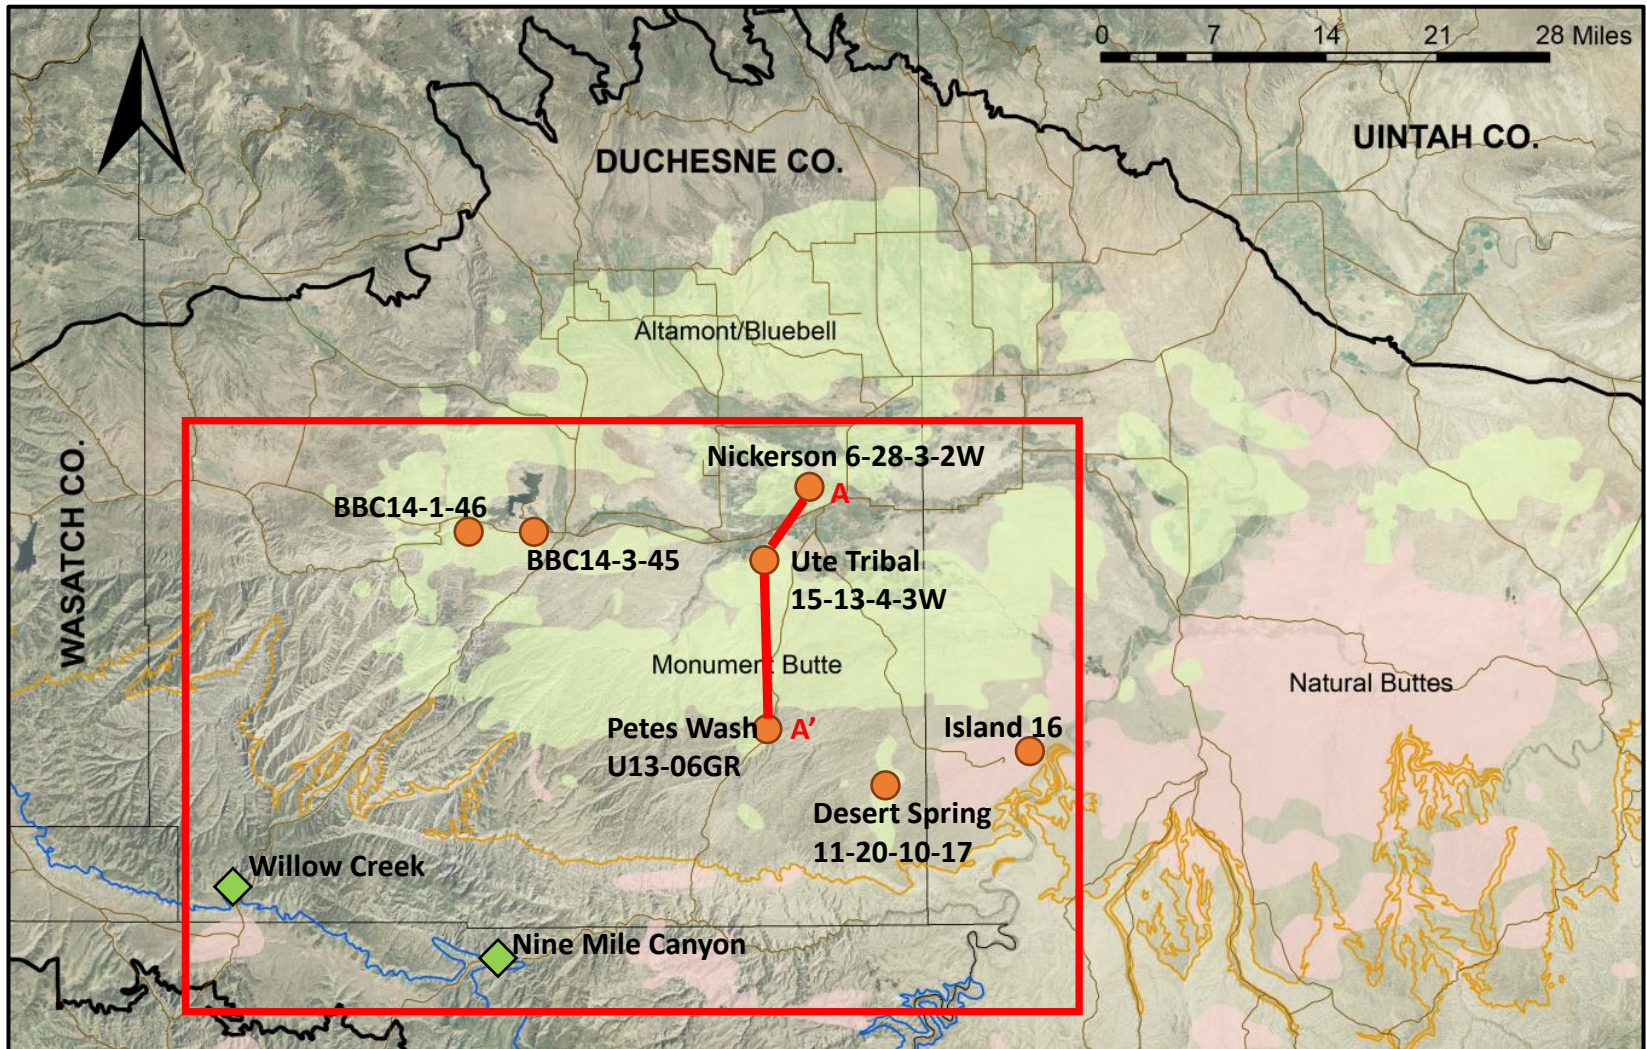 0 7 14 21 28 Miles
UINTAH CO.
DUCHESNE CO.
Altamont/Bluebell
WASATCH CO.
Nickerson 6-28-3-2W
A
BBC14-1-46
BBC14-3-45
Ute Tribal
15-13-4-3W
Monument Butte
Natural Buttes
Petes Wash
U13-06GR
A’
Island 16
Desert Spring
11-20-10-17
Willow Creek
Nine Mile Canyon